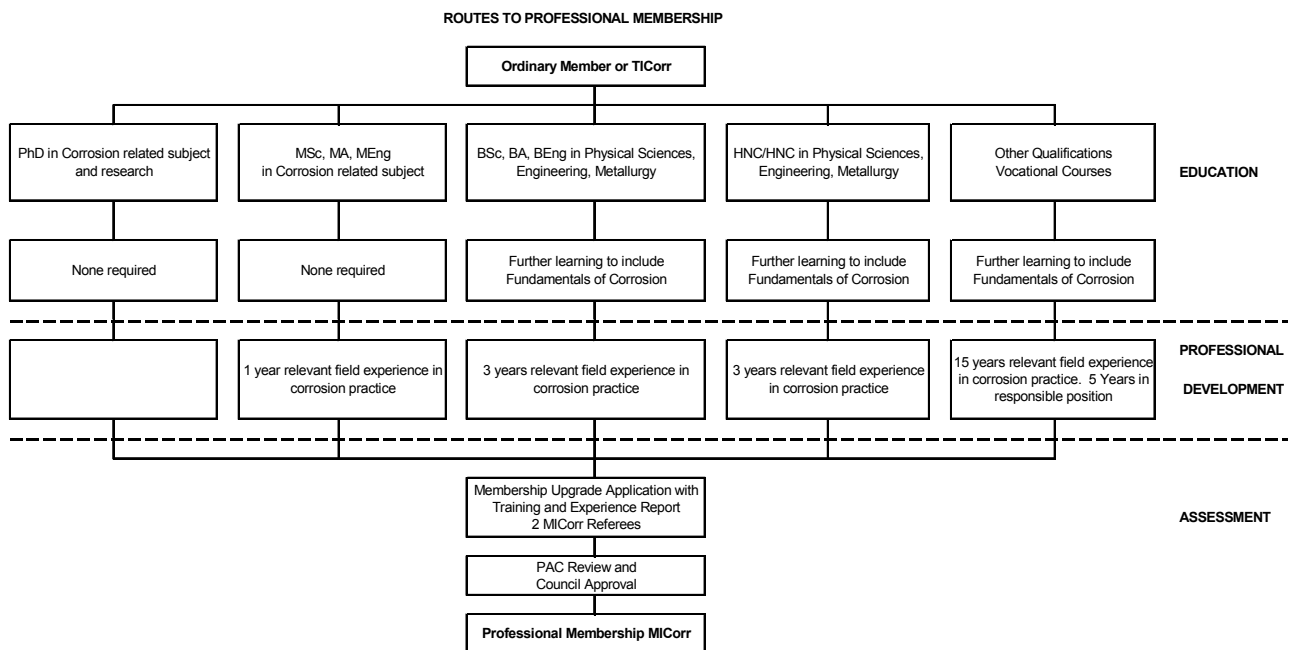 ROUTES TO PROFESSIONAL MEMBERSHIP
Ordinary Member or TICorr
PhD in Corrosion related subject
and research
MSc, MA, MEng
in Corrosion related subject
BSc, BA, BEng in Physical Sciences,
Engineering, Metallurgy
HNC/HNC in Physical Sciences,
Engineering, Metallurgy
Other Qualifications
Vocational Courses
EDUCATION
None required
None required
Further learning to include
Fundamentals of Corrosion
Further learning to include
Fundamentals of Corrosion
Further learning to include
Fundamentals of Corrosion
1 year relevant field experience in
corrosion practice
3 years relevant field experience in
corrosion practice
3 years relevant field experience
in corrosion practice
15 years relevant field experience
in corrosion practice. 5 Years in
responsible position
PROFESSIONAL
DEVELOPMENT
Membership Upgrade Application with
Training and Experience Report
2 MICorr Referees
ASSESSMENT
PAC Review and
Council Approval
Professional Membership MICorr